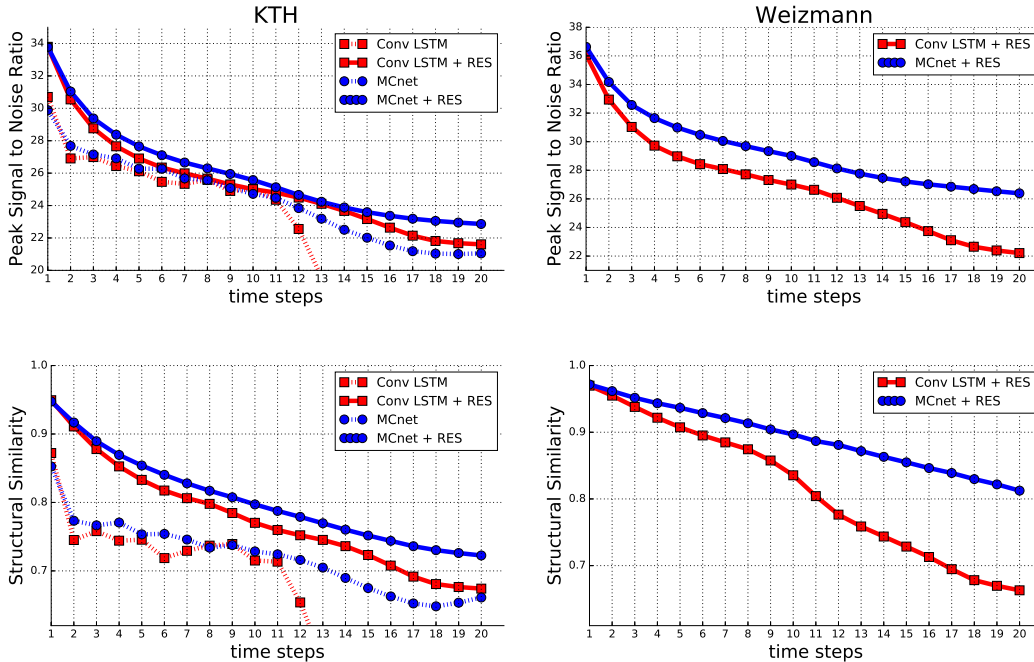 KTH
Peak Signal to Noise Ratio
34
32
30
28
26
24
22
20
Conv LSTM
Conv LSTM + RES
MCnet
MCnet + RES
1 2 3 4 5 6 7 8 9 10 11 12 13 14 15 16 17 18 19 20
time steps
Weizmann
Peak Signal to Noise Ratio
38
36
34
32
30
28
26
24
22
Conv LSTM + RES
MCnet + RES
1 2 3 4 5 6 7 8 9 10 11 12 13 14 15 16 17 18 19 20
time steps
Structural Similarity
1.0
0.9
0.8
0.7
Conv LSTM
Conv LSTM + RES
MCnet
MCnet + RES
1 2 3 4 5 6 7 8 9 10 11 12 13 14 15 16 17 18 19 20
time steps
Structural Similarity
1.0
0.9
0.8
0.7
Conv LSTM + RES
MCnet + RES
1 2 3 4 5 6 7 8 9 10 11 12 13 14 15 16 17 18 19 20
time steps